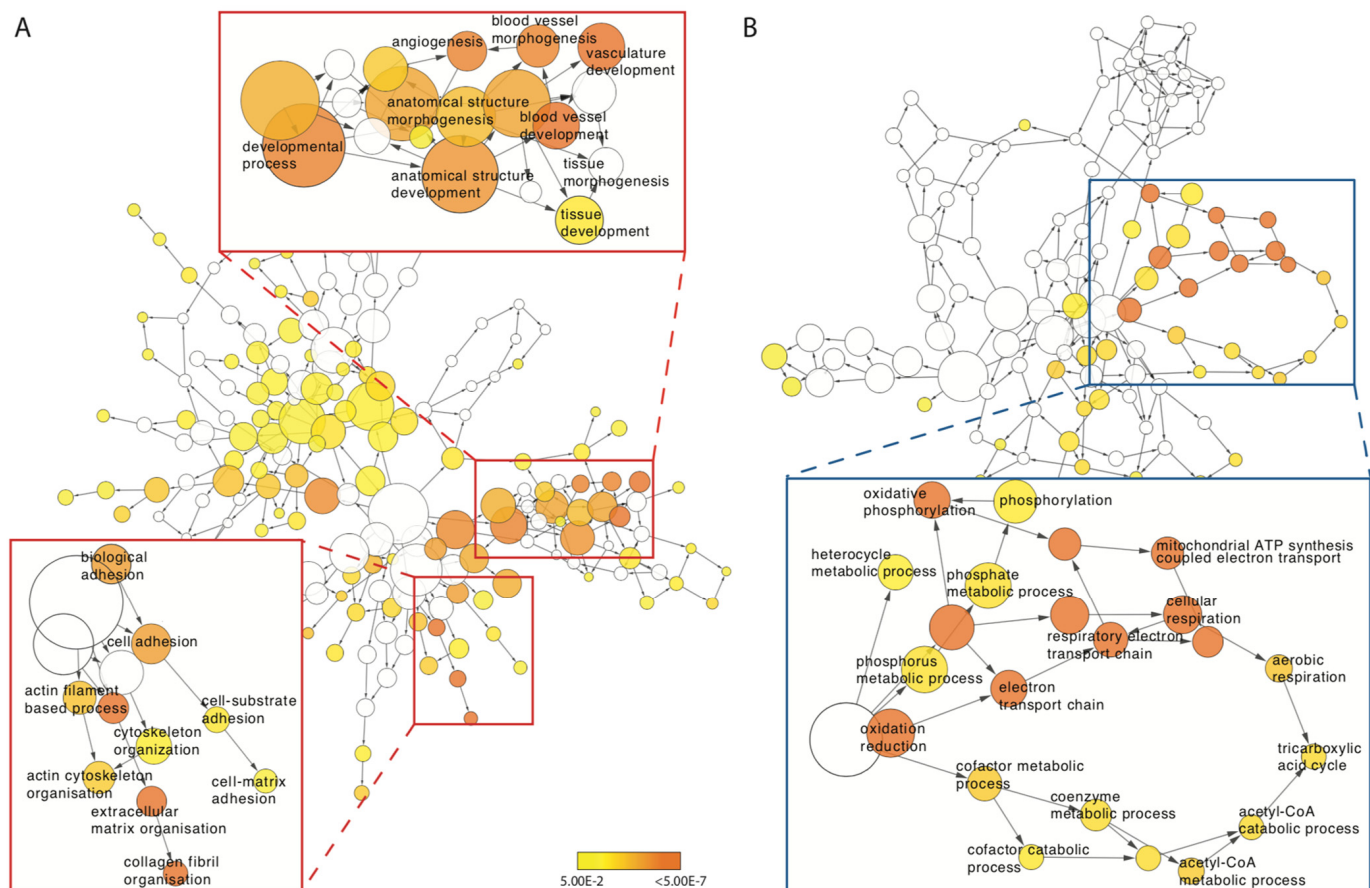 A
B
blood vessel
morphogenesis
angiogenesis
vasculature
development
anatomical structure
morphogenesis
blood vessel
development
developmental
process
tissue
morphogenesis
anatomical structure
development
tissue
development
biological
adhesion
cell adhesion
actin filament
based process
cell-substrate
adhesion
cytoskeleton
organization
actin cytoskeleton
organisation
cell-matrix
adhesion
extracellular
matrix organisation
collagen fibril
organisation
5.00E-2
<5.00E-7
oxidative
phosphorylation
phosphorylation
mitochondrial ATP synthesis
coupled electron transport
heterocycle
metabolic process
phosphate
metabolic process
cellular
respiration
respiratory electron
transport chain
phosphorus
metabolic process
aerobic
respiration
electron
transport chain
oxidation
reduction
tricarboxylic
acid cycle
cofactor metabolic
process
coenzyme
metabolic process
acetyl-CoA
catabolic process
cofactor catabolic
process
acetyl-CoA
metabolic process